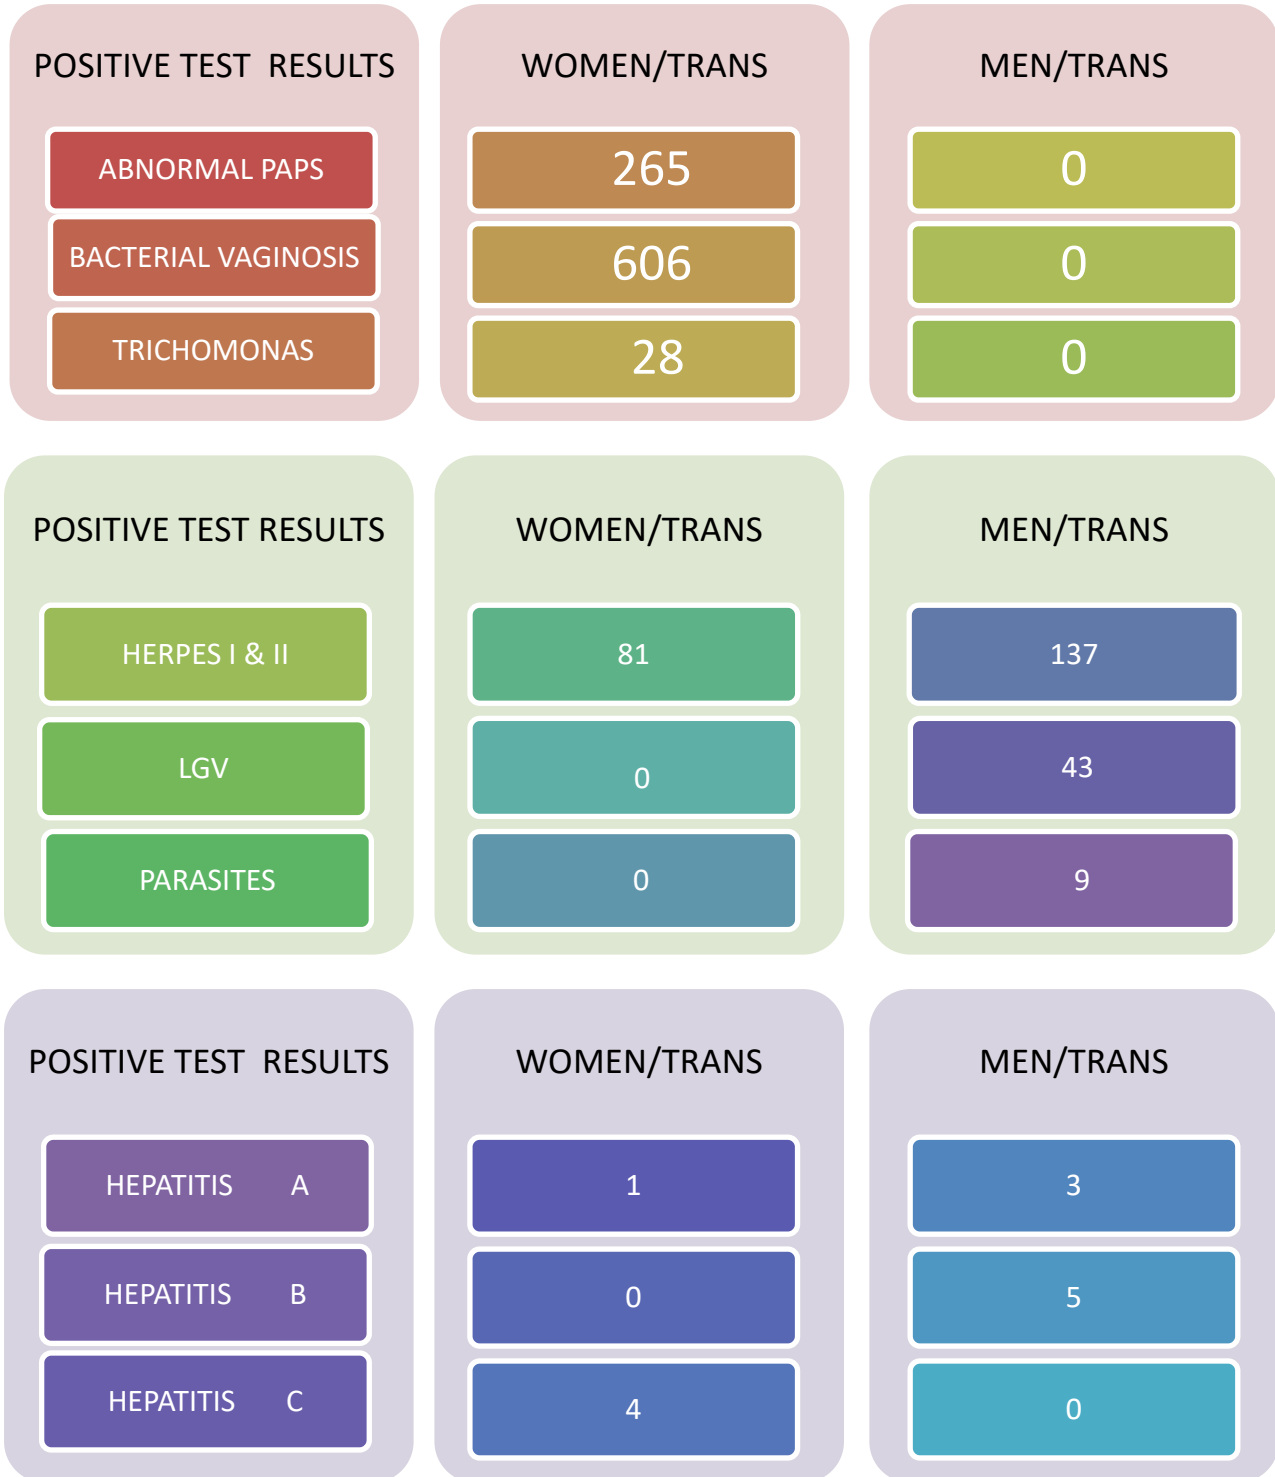 POSITIVE TEST RESULTS WOMEN/TRANS MEN/TRANS
ABNORMAL PAPS 265 0
BACTERIAL VAGINOSIS 606 0
TRICHOMONAS 28 0
POSITIVE TEST RESULTS WOMEN/TRANS MEN/TRANS
HERPES I & II 81 137
LGV 0 43
PARASITES 0 9
POSITIVE TEST RESULTS WOMEN/TRANS MEN/TRANS
HEPATITIS A 1 3
HEPATITIS B 0 5
HEPATITIS C 4 0